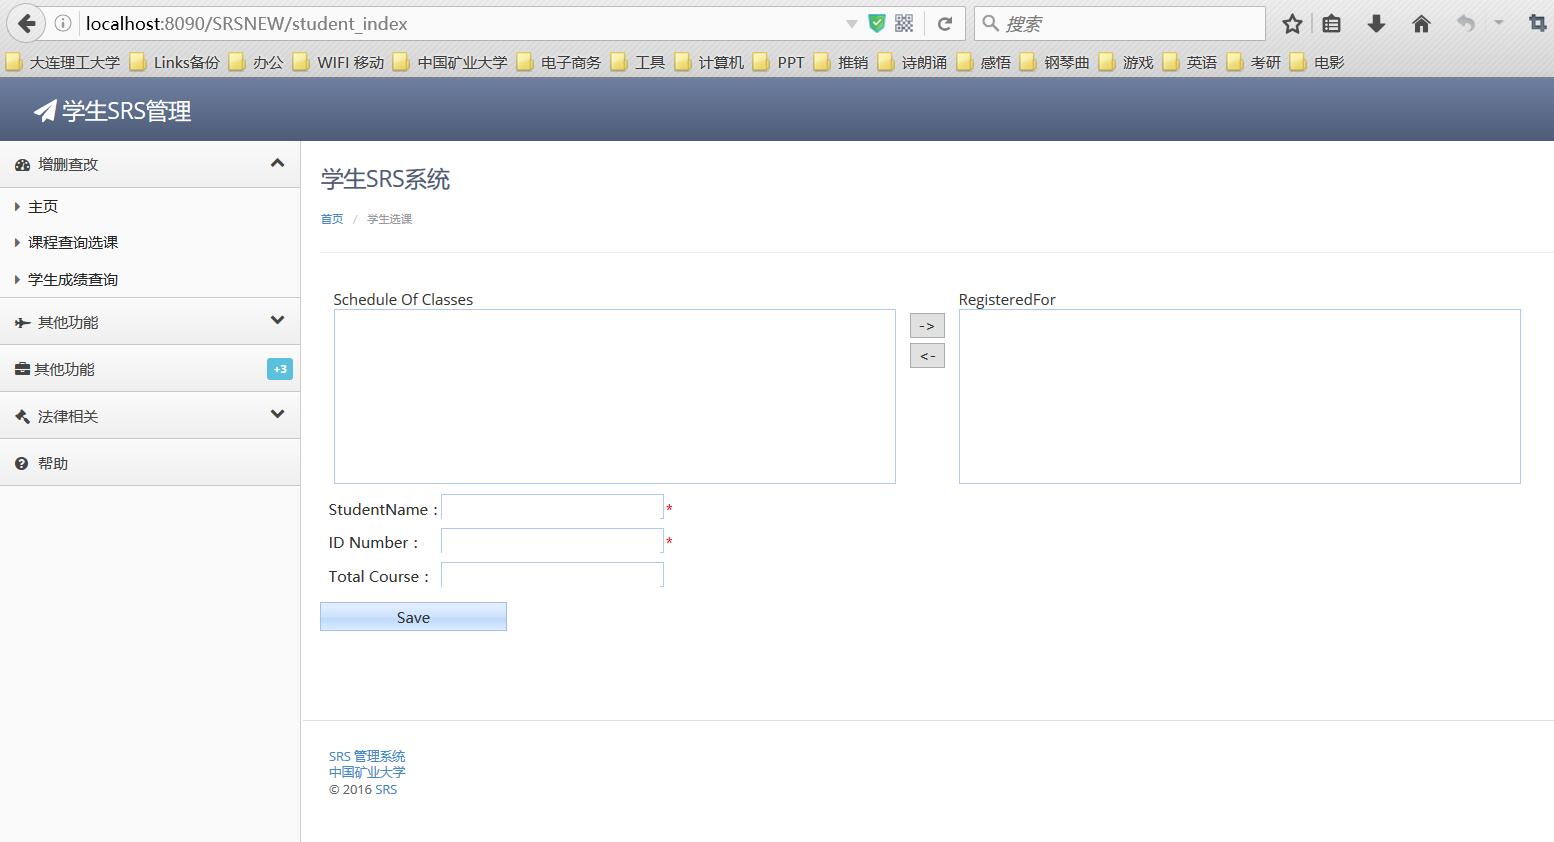 localhost:8090/SRSNEW/student_index
搜索
大连理工大学 Links备份 办公 WIFI 移动 中国矿业大学 电子商务 工具 计算机 PPT 推销 诗朗诵 感悟 钢琴曲 游戏 英语 考研 电影
学生SRS管理
增删查改
主页
课程查询选课
学生成绩查询
其他功能
其他功能 +3
法律相关
帮助
学生SRS系统
首页 / 学生选课
Schedule Of Classes
->
<-
RegisteredFor
StudentName : *
ID Number : *
Total Course :
Save
SRS 管理系统
中国矿业大学
© 2016 SRS